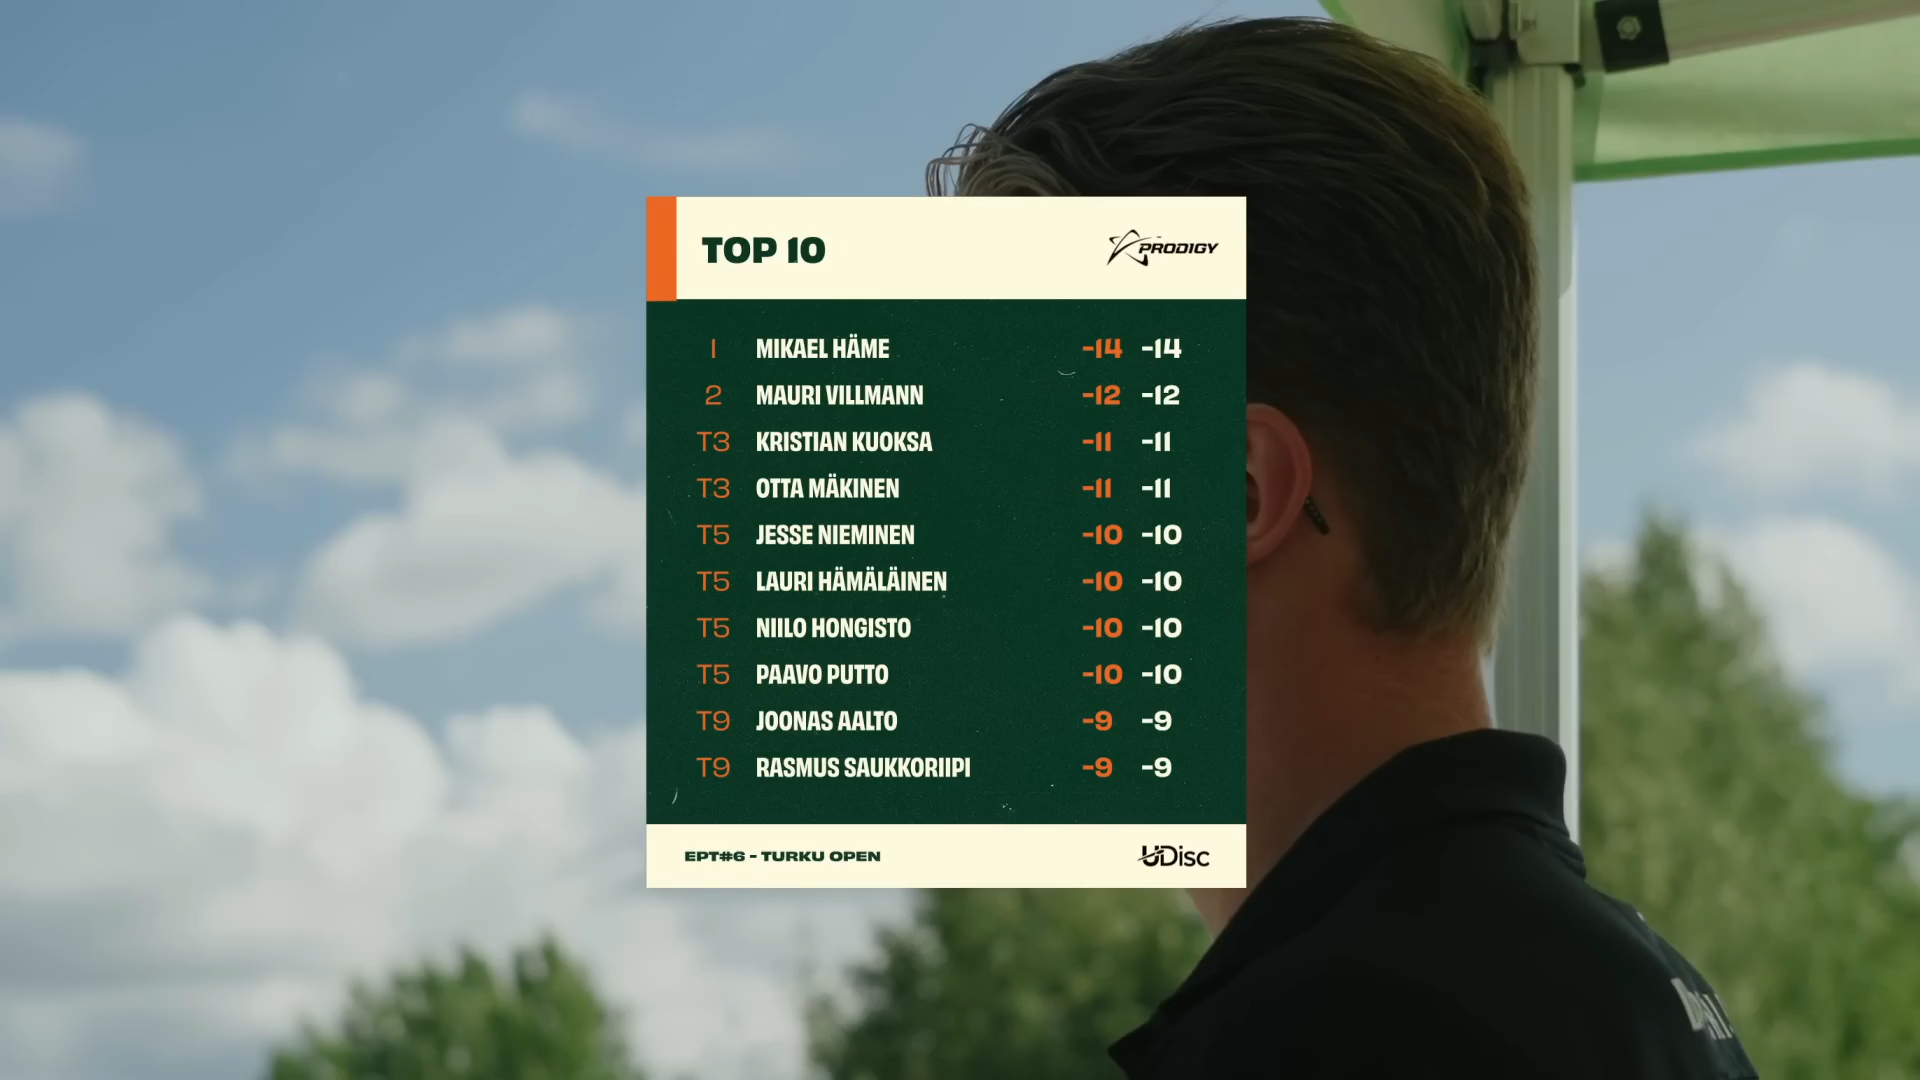 TOP 10
PRODIGY
1 MIKAEL HÄME -14 -14
2 MAURI VILLMANN -12 -12
T3 KRISTIAN KUOKSA -11 -11
T3 OTTA MÄKINEN -11 -11
T5 JESSE NIEMINEN -10 -10
T5 LAURI HÄMÄLÄINEN -10 -10
T5 NIILO HONGISTO -10 -10
T5 PAAVO PUTTO -10 -10
T9 JOONAS AALTO -9 -9
T9 RASMUS SAUKKORIIPI -9 -9
EPT#6 - TURKU OPEN
UDisc